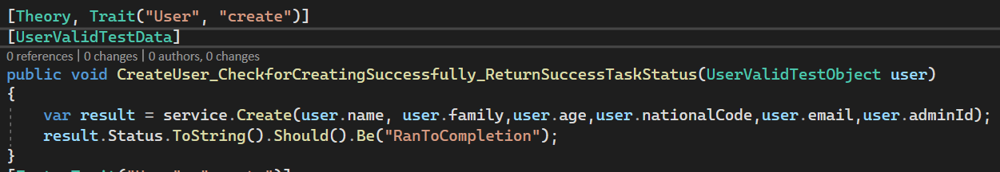 [Theory, Trait("User", "create")]
[UserValidTestData]
0 references | 0 changes | 0 authors, 0 changes
public void CreateUser_CheckforCreatingSuccessfully_ReturnSuccessTaskStatus(UserValidTestObject user)
{
var result = service.Create(user.name, user.family,user.age,user.nationalCode,user.email,user.adminId);
result.Status.ToString().Should().Be("RanToCompletion");
}